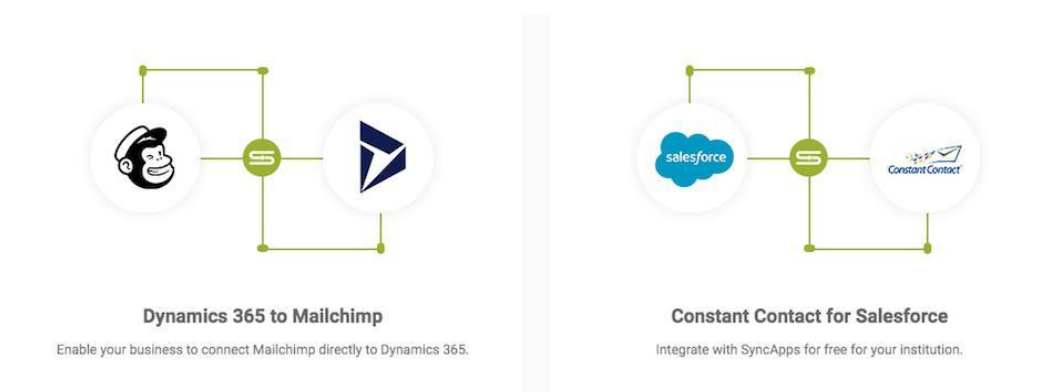 salesforce
Constant Contact
Dynamics 365 to Mailchimp
Enable your business to connect Mailchimp directly to Dynamics 365.
Constant Contact for Salesforce
Integrate with SyncApps for free for your institution.